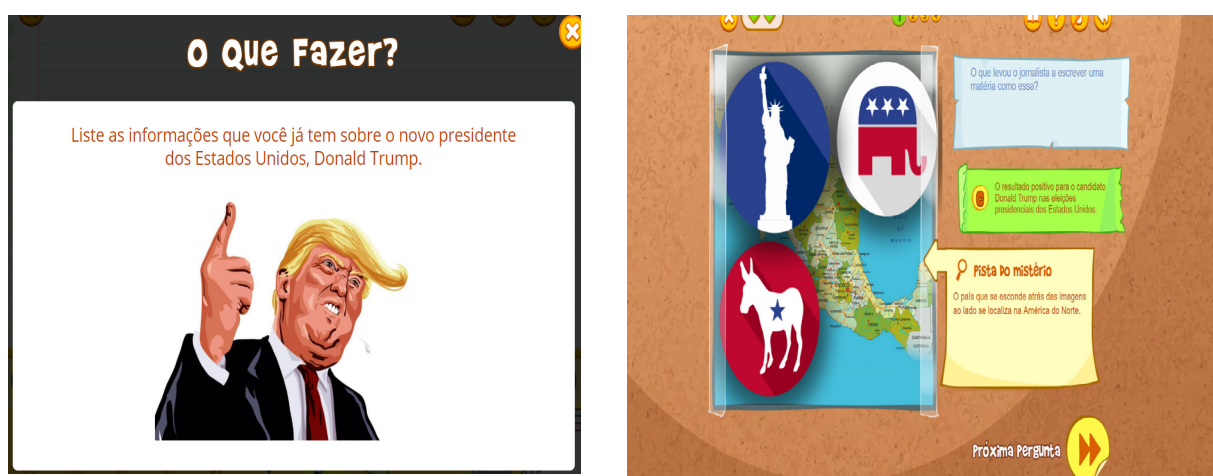 O Que Fazer?
Liste as informações que você já tem sobre o novo presidente
dos Estados Unidos, Donald Trump.
O que levou o jornalista a escrever uma
matéria como essa?
O resultado positivo para o candidato
Donald Trump nas eleições
presidenciais dos Estados Unidos.
Pista do mistério
O país que se esconde atrás das imagens
ao lado se localiza na América do Norte.
Próxima Pergunta